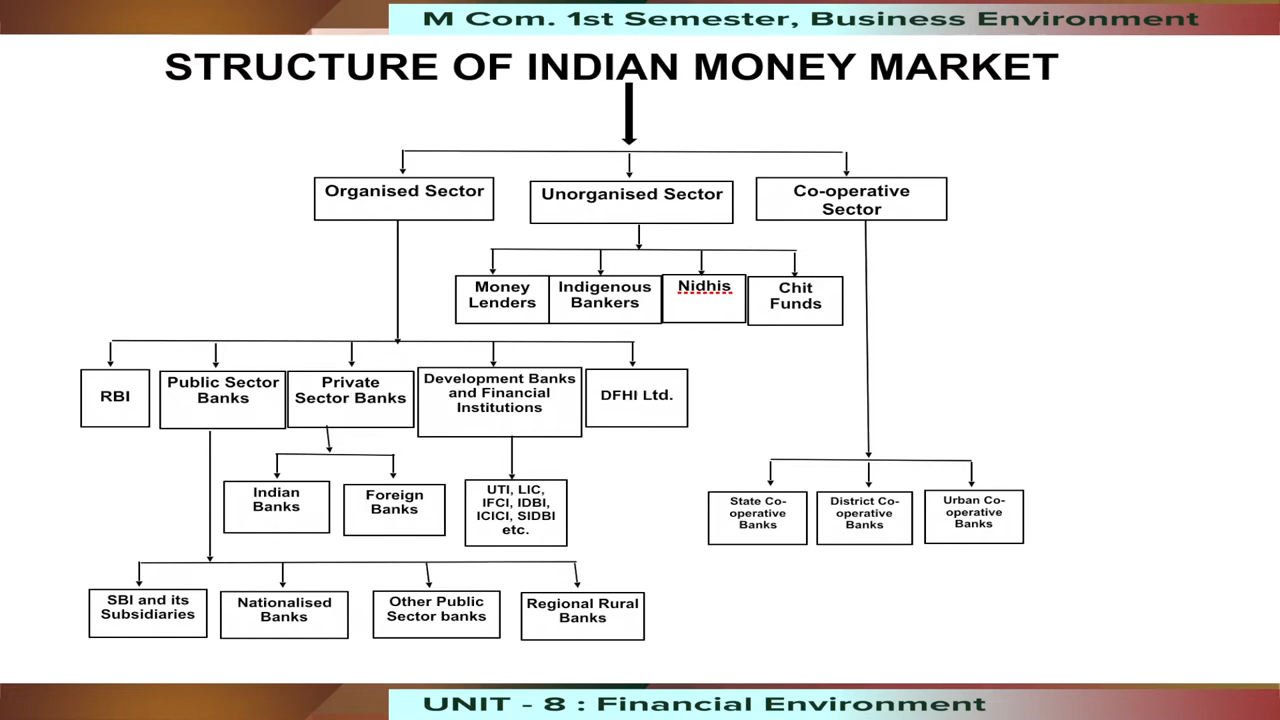 M Com. 1st Semester, Business Environment
STRUCTURE OF INDIAN MONEY MARKET
Organised Sector
Unorganised Sector
Co-operative
Sector
Money
Lenders
Indigenous
Bankers
Nidhis
Chit
Funds
RBI
Public Sector
Banks
Private
Sector Banks
Development Banks
and Financial
Institutions
DFHI Ltd.
Indian
Banks
Foreign
Banks
UTI, LIC,
IFCI, IDBI,
ICICI, SIDBI
etc.
State Co-
operative
Banks
District Co-
operative
Banks
Urban Co-
operative
Banks
SBI and its
Subsidiaries
Nationalised
Banks
Other Public
Sector banks
Regional Rural
Banks
UNIT - 8 : Financial Environment